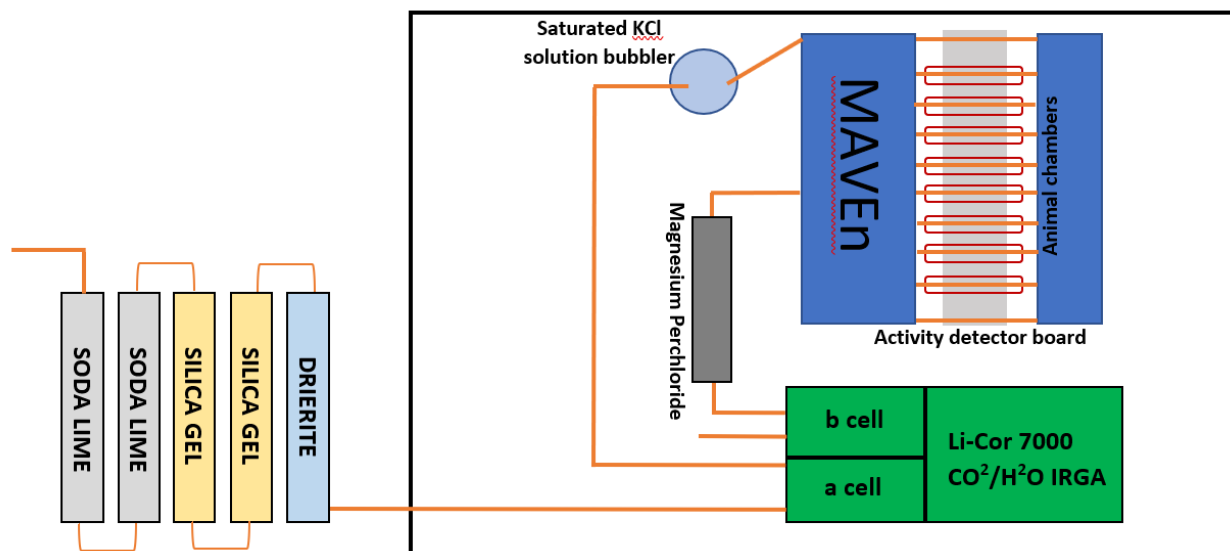 Saturated KCl
solution bubbler
MAVEn
Animal chambers
Activity detector board
Magnesium Perchloride
SODA LIME
SODA LIME
SILICA GEL
SILICA GEL
DRIERITE
b cell
a cell
Li-Cor 7000
CO²/H²O IRGA